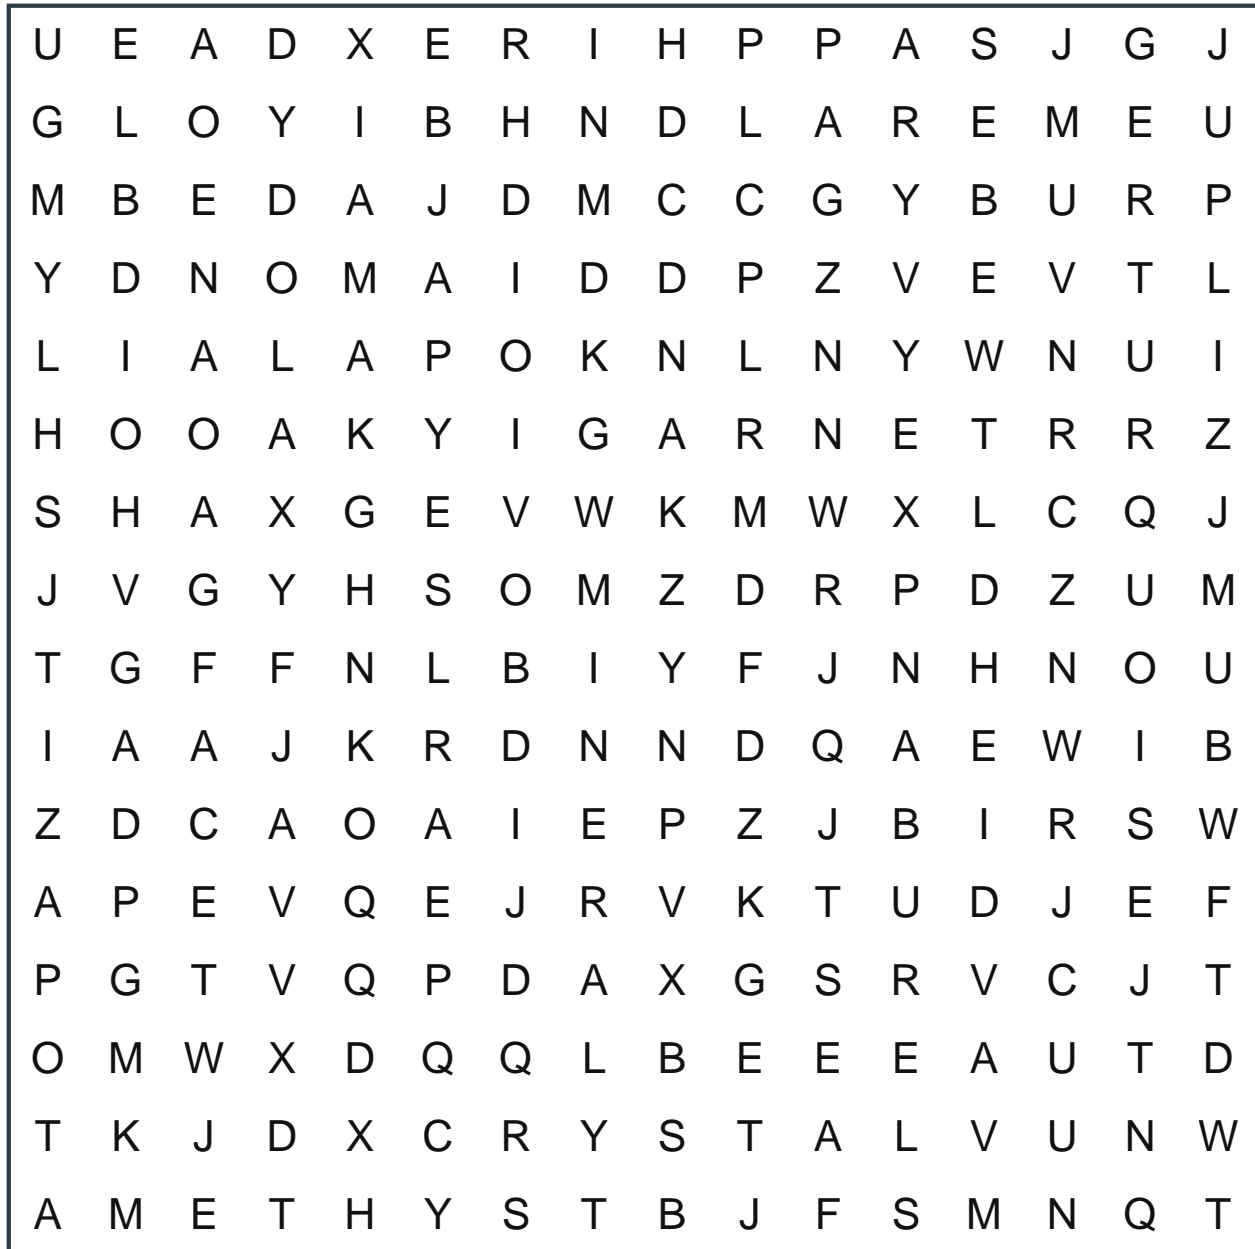 U E A D X E R I H P P A S J G J
G L O Y I B H N D L A R E M E U
M B E D A J D M C C G Y B U R P
Y D N O M A I D D P Z V E V T L
L I A L A P O K N L N Y W N U I
H O O A K Y I G A R N E T R R Z
S H A X G E V W K M W X L C Q J
J V G Y H S O M Z D R P D Z U M
T G F F N L B I Y F J N H N O U
I A A J K R D N N D Q A E W I B
Z D C A O A I E P Z J B I R S W
A P E V Q E J R V K T U D J E F
P G T V Q P D A X G S R V C J T
O M W X D Q Q L B E E E A U T D
T K J D X C R Y S T A L V U N W
A M E T H Y S T B J F S M N Q T